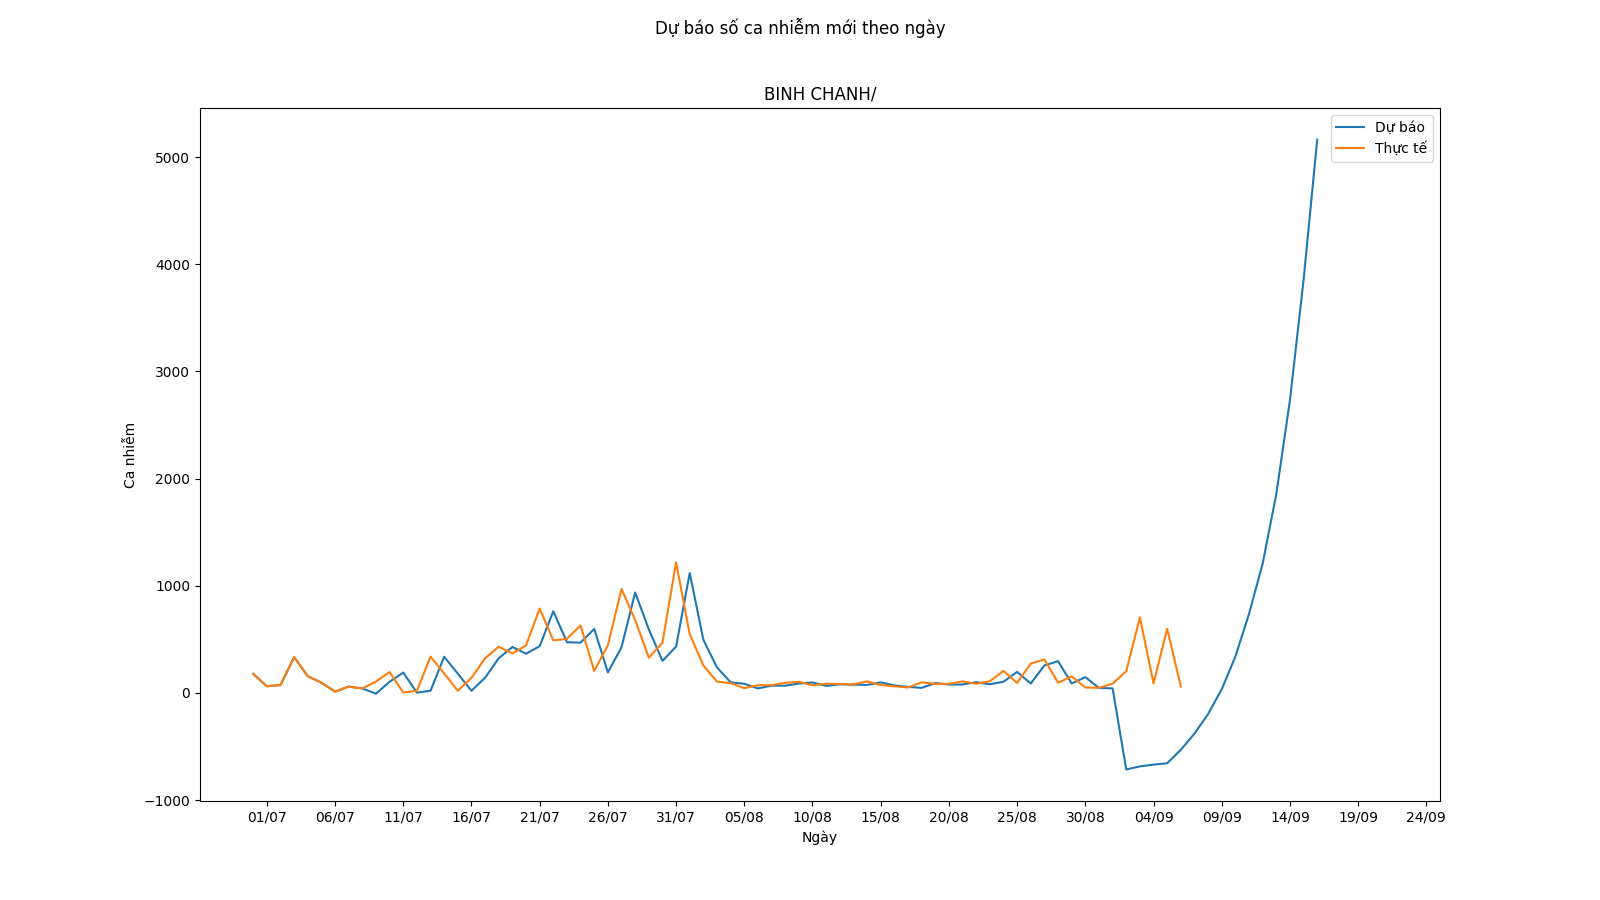 Dự báo số ca nhiễm mới theo ngày
BINH CHANH/
Dự báo
Thực tế
5000
4000
3000
2000
1000
0
−1000
Ca nhiễm
01/07 06/07 11/07 16/07 21/07 26/07 31/07 05/08 10/08 15/08 20/08 25/08 30/08 04/09 09/09 14/09 19/09 24/09
Ngày